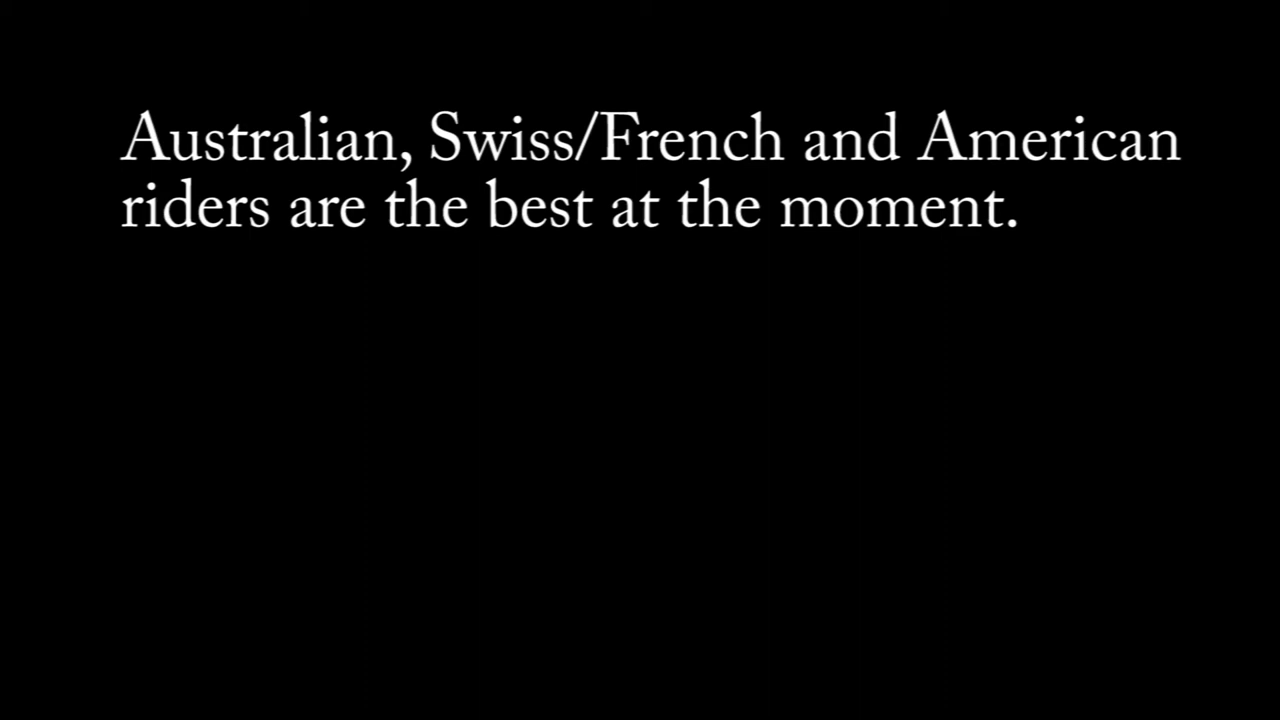 Australian, Swiss/French and American
riders are the best at the moment.